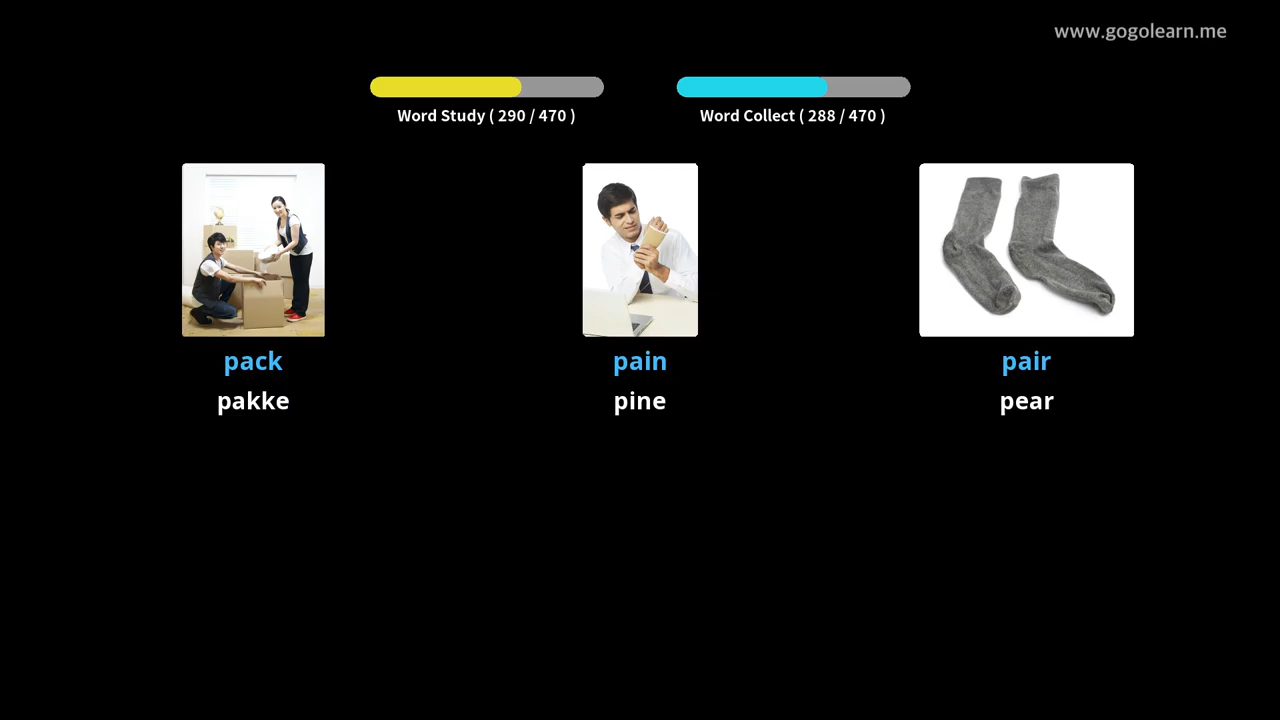 www.gogolearn.me
Word Study ( 290 / 470 )
Word Collect ( 288 / 470 )
pack
pain
pair
pakke
pine
pear